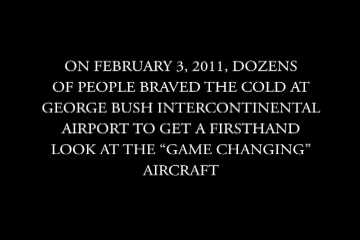 ON FEBRUARY 3, 2011, DOZENS
OF PEOPLE BRAVED THE COLD AT
GEORGE BUSH INTERCONTINENTAL
AIRPORT TO GET A FIRSTHAND
LOOK AT THE “GAME CHANGING”
AIRCRAFT